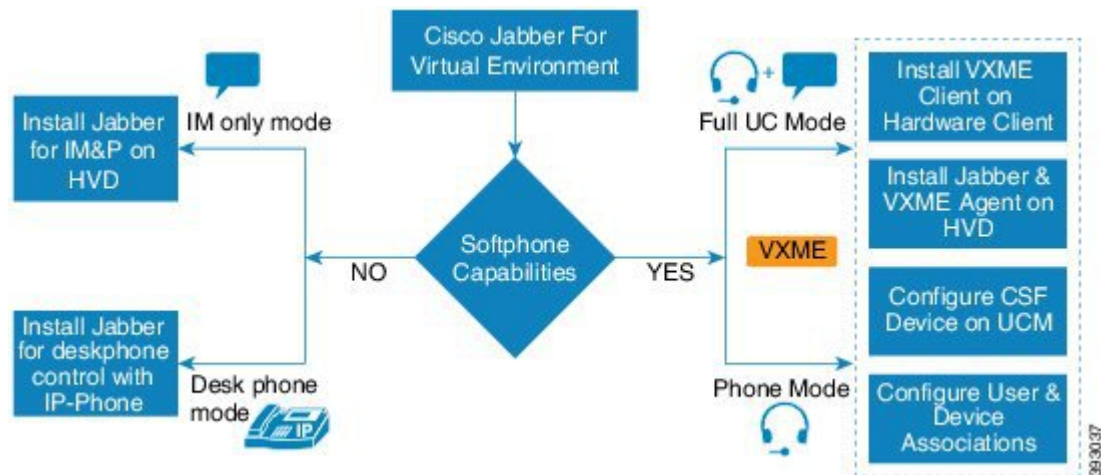 Cisco Jabber For
Virtual Environment
Install Jabber
for IM&P on
HVD
IM only mode
Full UC Mode
+
Install VXME
Client on
Hardware Client
Install Jabber &
VXME Agent on
HVD
Softphone
Capabilities
NO
YES
VXME
Configure CSF
Device on UCM
Install Jabber
for deskphone
control with
IP-Phone
Desk phone
mode
IP
Phone Mode
Configure User &
Device
Associations
393037